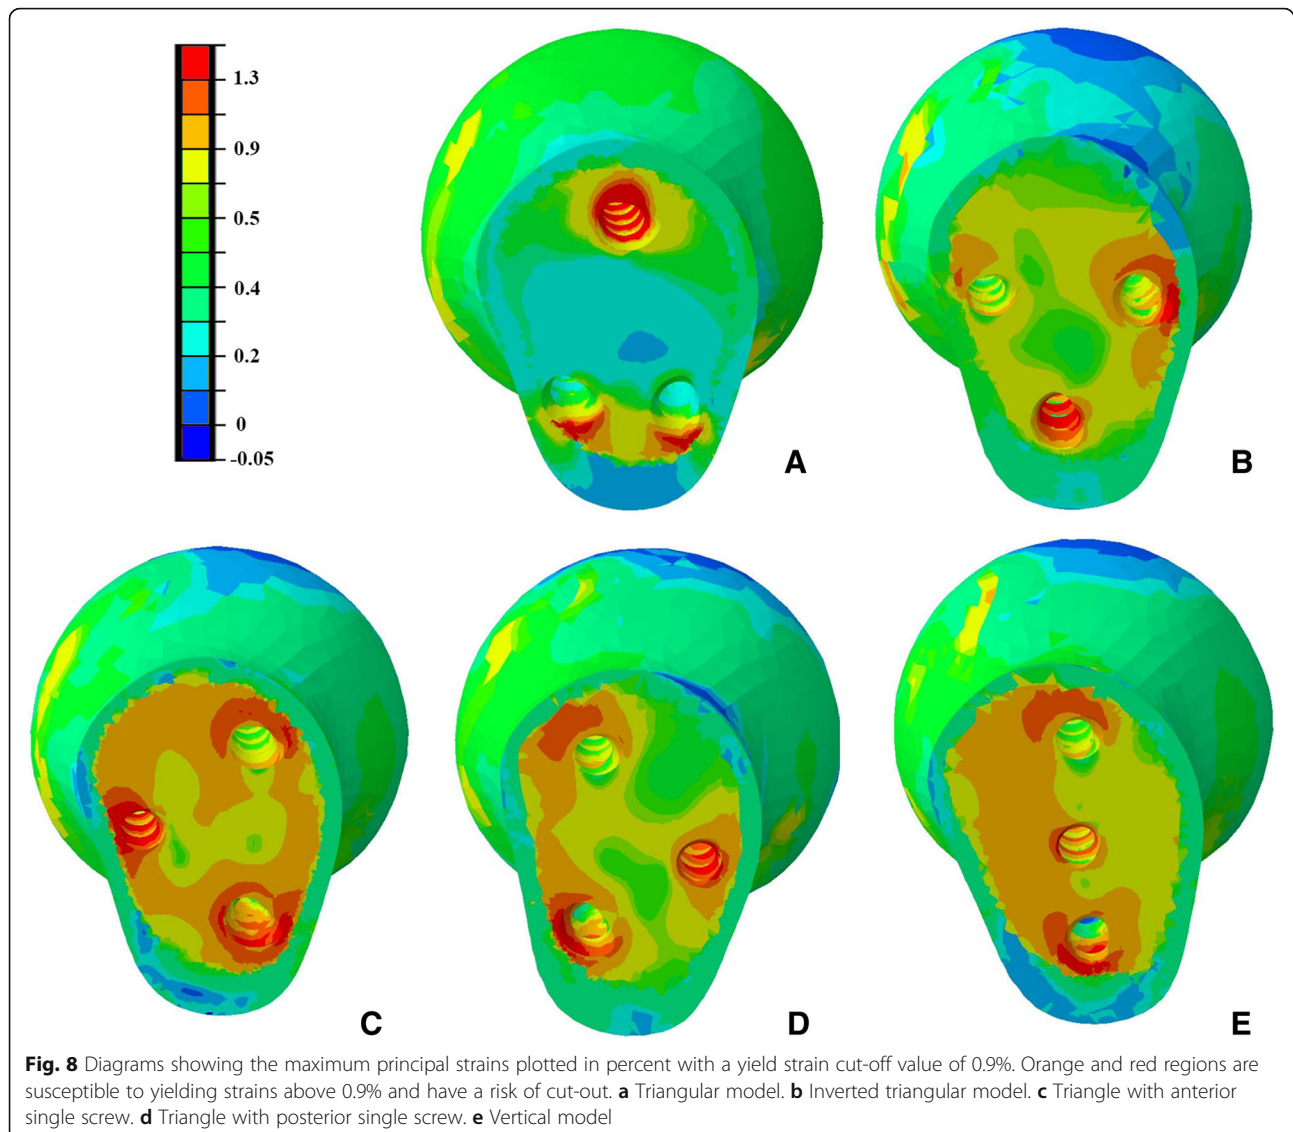 1.3
0.9
0.5
0.4
0.2
0
-0.05
A
B
C
D
E
Fig. 8 Diagrams showing the maximum principal strains plotted in percent with a yield strain cut-off value of 0.9%. Orange and red regions are
susceptible to yielding strains above 0.9% and have a risk of cut-out. a Triangular model. b Inverted triangular model. c Triangle with anterior
single screw. d Triangle with posterior single screw. e Vertical model